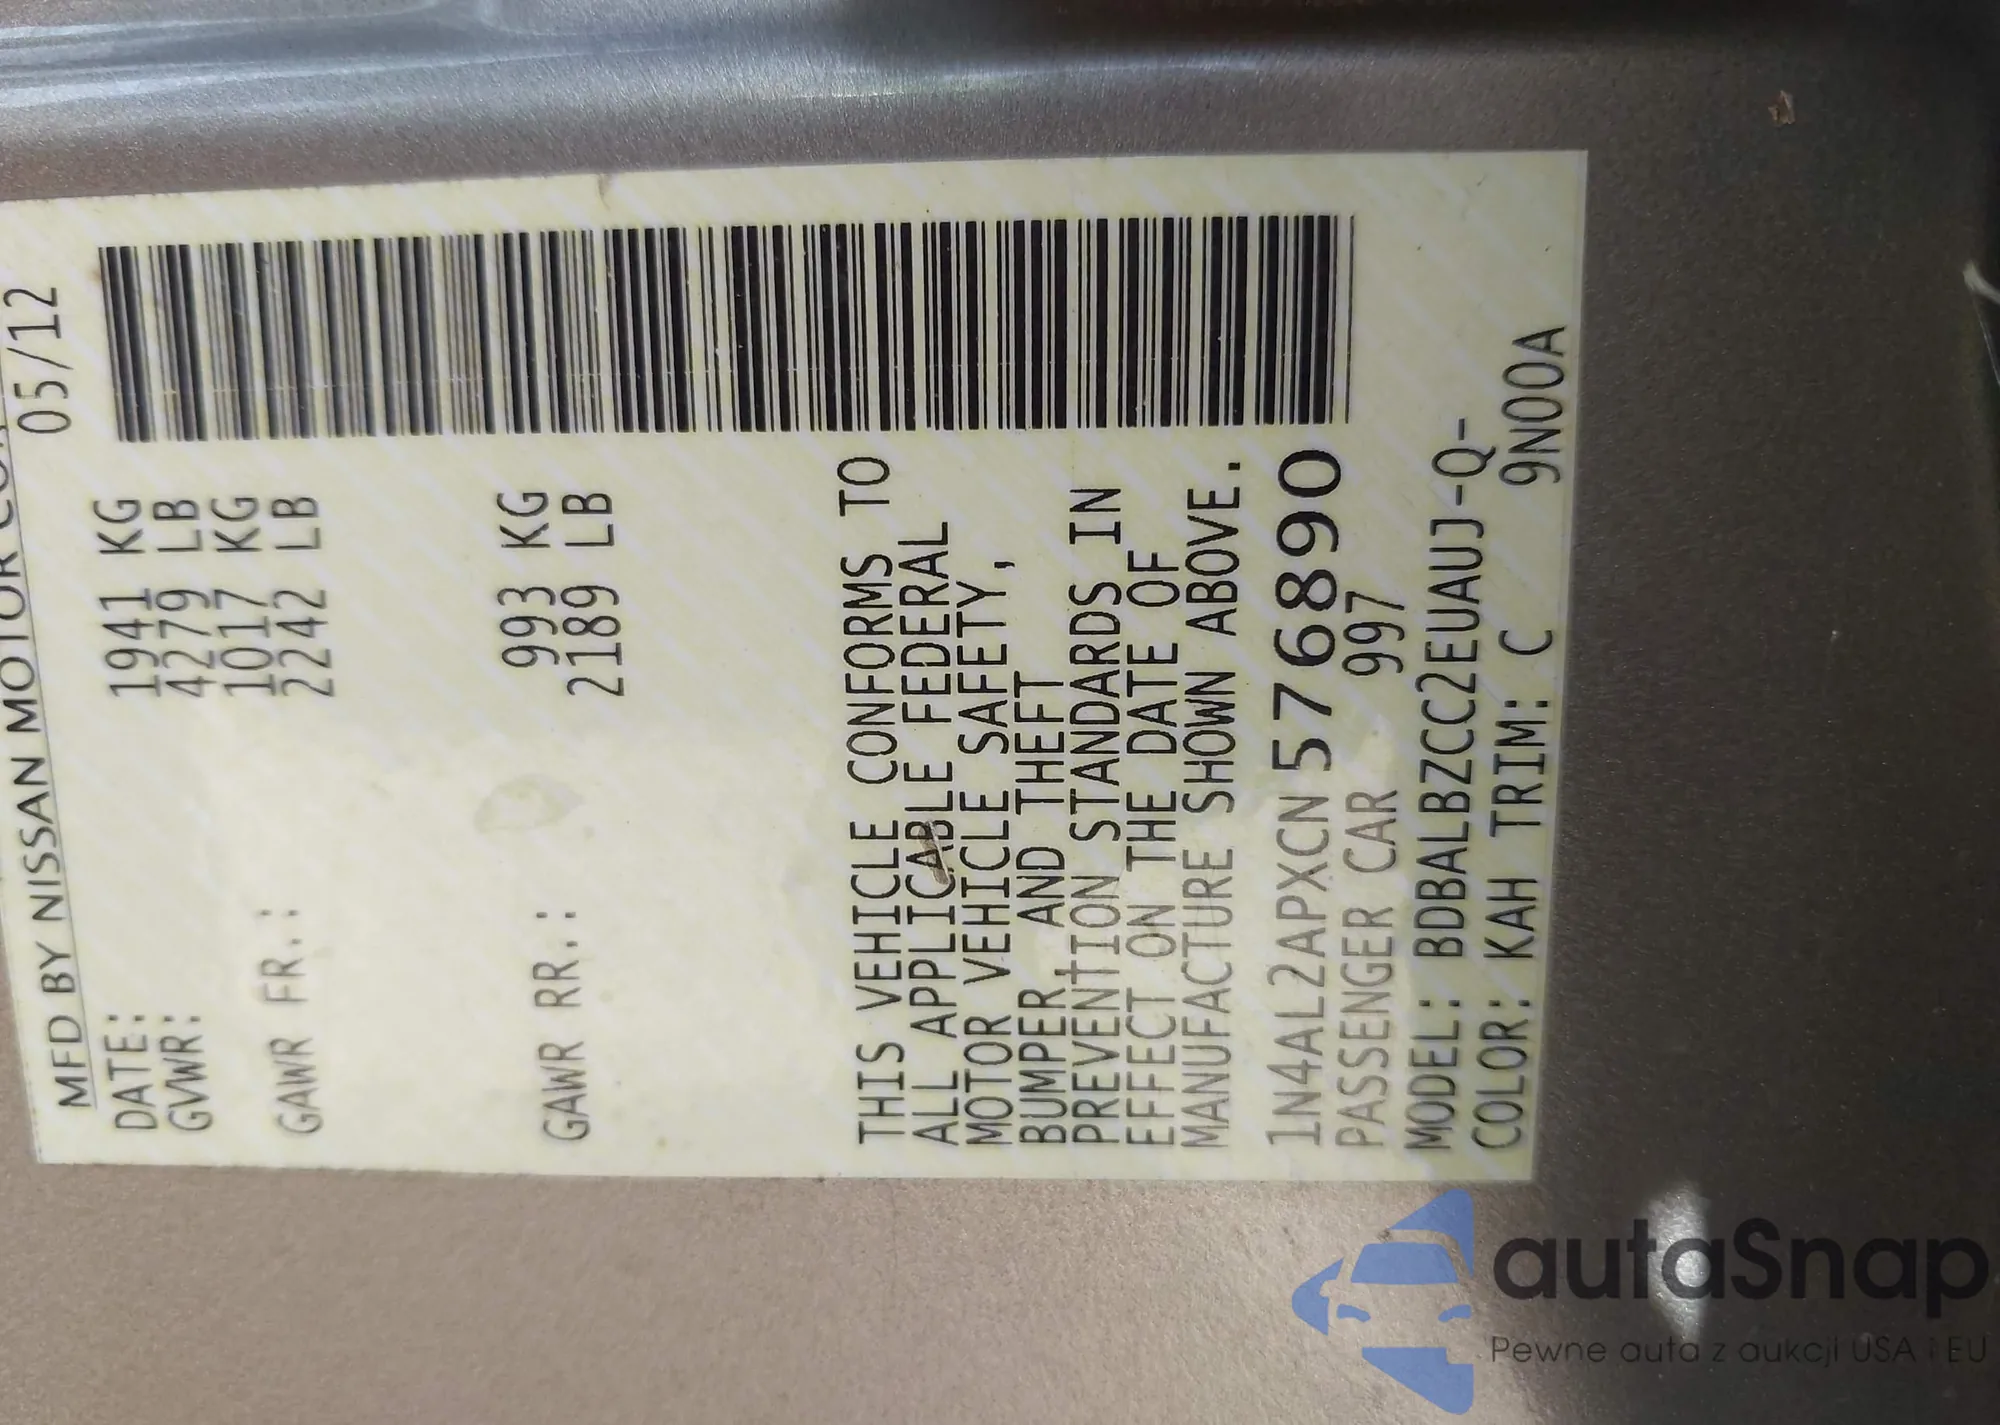 MFD BY NISSAN MOTOR
DATE: 05/12
GVWR: 1941 KG
4279 LB
GAWR FR.: 1017 KG
2242 LB
GAWR RR.: 993 KG
2189 LB
THIS VEHICLE CONFORMS TO
ALL APPLICABLE FEDERAL
MOTOR VEHICLE SAFETY,
BUMPER, AND THEFT
PREVENTION STANDARDS IN
EFFECT ON THE DATE OF
MANUFACTURE SHOWN ABOVE.
1N4AL2APXCN576890
PASSENGER CAR 997
MODEL: BDBALBZCC2EUAUJ-Q-
COLOR: KAH TRIM: C 9N00A
autaSnap
Pewne auta z aukcji USA i EU